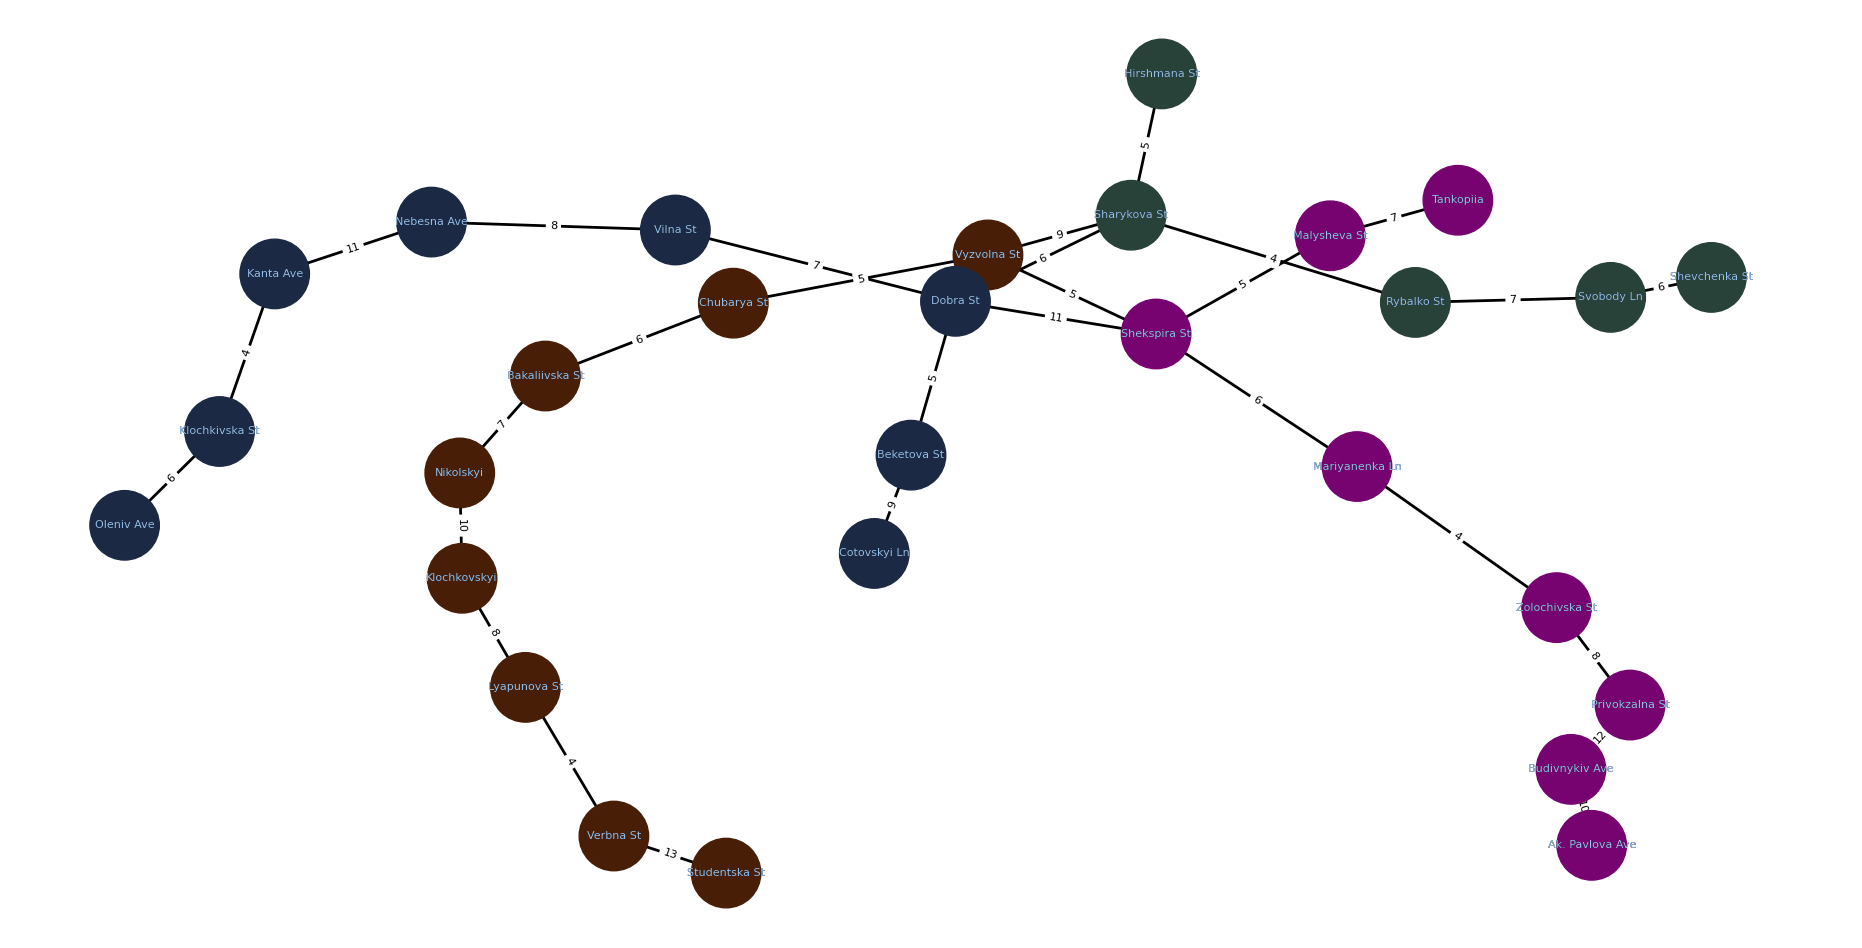 Hirshmana St
5
Tankopiia
Sharykova St
7
Nebesna Ave
8
Vilna St
9
Malysheva St
11
Vyzvolna St
6
4
7
Kanta Ave
5
5
5
Shevchenka St
6
Svobody Ln
7
Rybalko St
Chubarya St
Dobra St
11
Shekspira St
6
4
Bakaliivska St
5
6
7
Klochkivska St
Beketova St
Mariyanenka Ln
Nikolskyi
6
9
4
Oleniv Ave
10
Cotovskyi Ln
Klochkovskyi
Zolochivska St
8
8
Lyapunova St
Privokzalna St
12
4
Budivnykiv Ave
10
Verbna St
13
Ak. Pavlova Ave
Studentska St